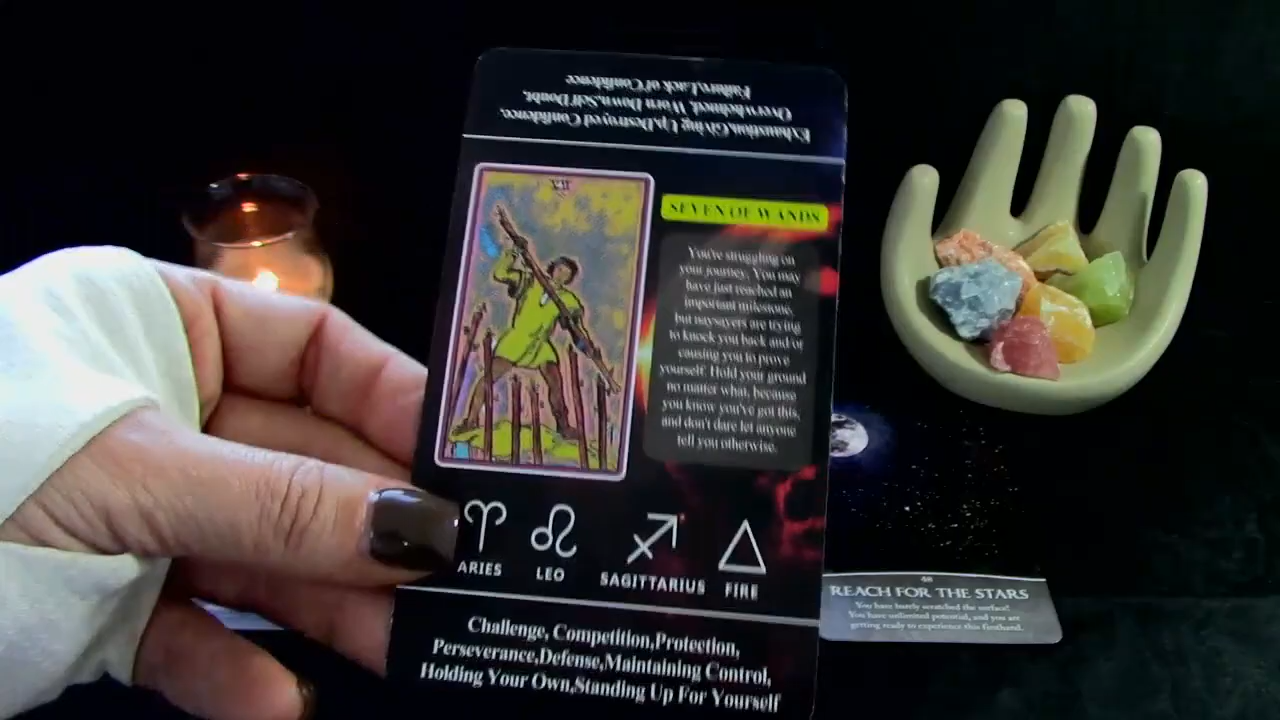 Exhaustion,Giving Up,Destroyed Confidence,
Overwhelmed, Worn Down,Self Doubt,
Failure,Lack of Confidence
VII
SEVEN OF WANDS
You're struggling on
your journey. You may
have just reached an
important milestone,
but naysayers are trying
to knock you back and/or
causing you to prove
yourself. Hold your ground
no matter what, because
you know you've got this,
and don't dare let anyone
tell you otherwise.
ARIES
LEO
SAGITTARIUS
FIRE
Challenge, Competition,Protection,
Perseverance,Defense,Maintaining Control,
Holding Your Own,Standing Up For Yourself
REACH FOR THE STARS
You have barely scratched the surface!
You have unlimited potential, and you are
getting ready to experience this firsthand.